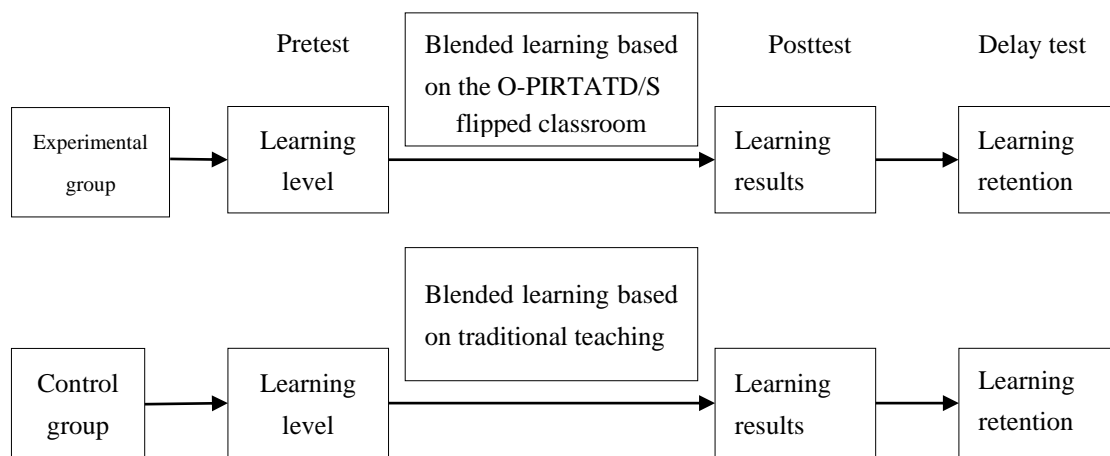 Pretest
Blended learning based
on the O-PIRTATD/S
flipped classroom
Posttest
Delay test
Experimental
group
Learning
level
Learning
results
Learning
retention
Blended learning based
on traditional teaching
Control
group
Learning
level
Learning
results
Learning
retention